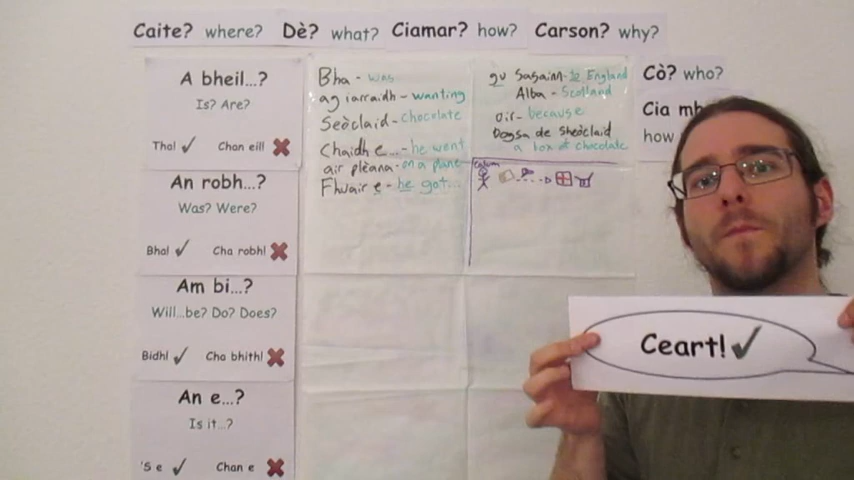 Caite? where? Dè? what? Ciamar? how? Carson? why?
A bheil...?
Is? Are?
Tha! Chan eil!
An robh...?
Was? Were?
Bha! Cha robh!
Am bi...?
Will...be? Do? Does?
Bidh! Cha bhith!
An e...?
Is it...?
'S e Chan e
Bha - was
ag iarraidh - wanting
Seòclaid - chocolate
Chaidh e... - he went
air plèana - on a plane
Fhuair e - he got...
gu Sasainn - to England
Alba - Scotland
oir - because
bogsa de sheòclaid
a box of chocolate
Calum
Cò? who?
Cia mh
how
Ceart!